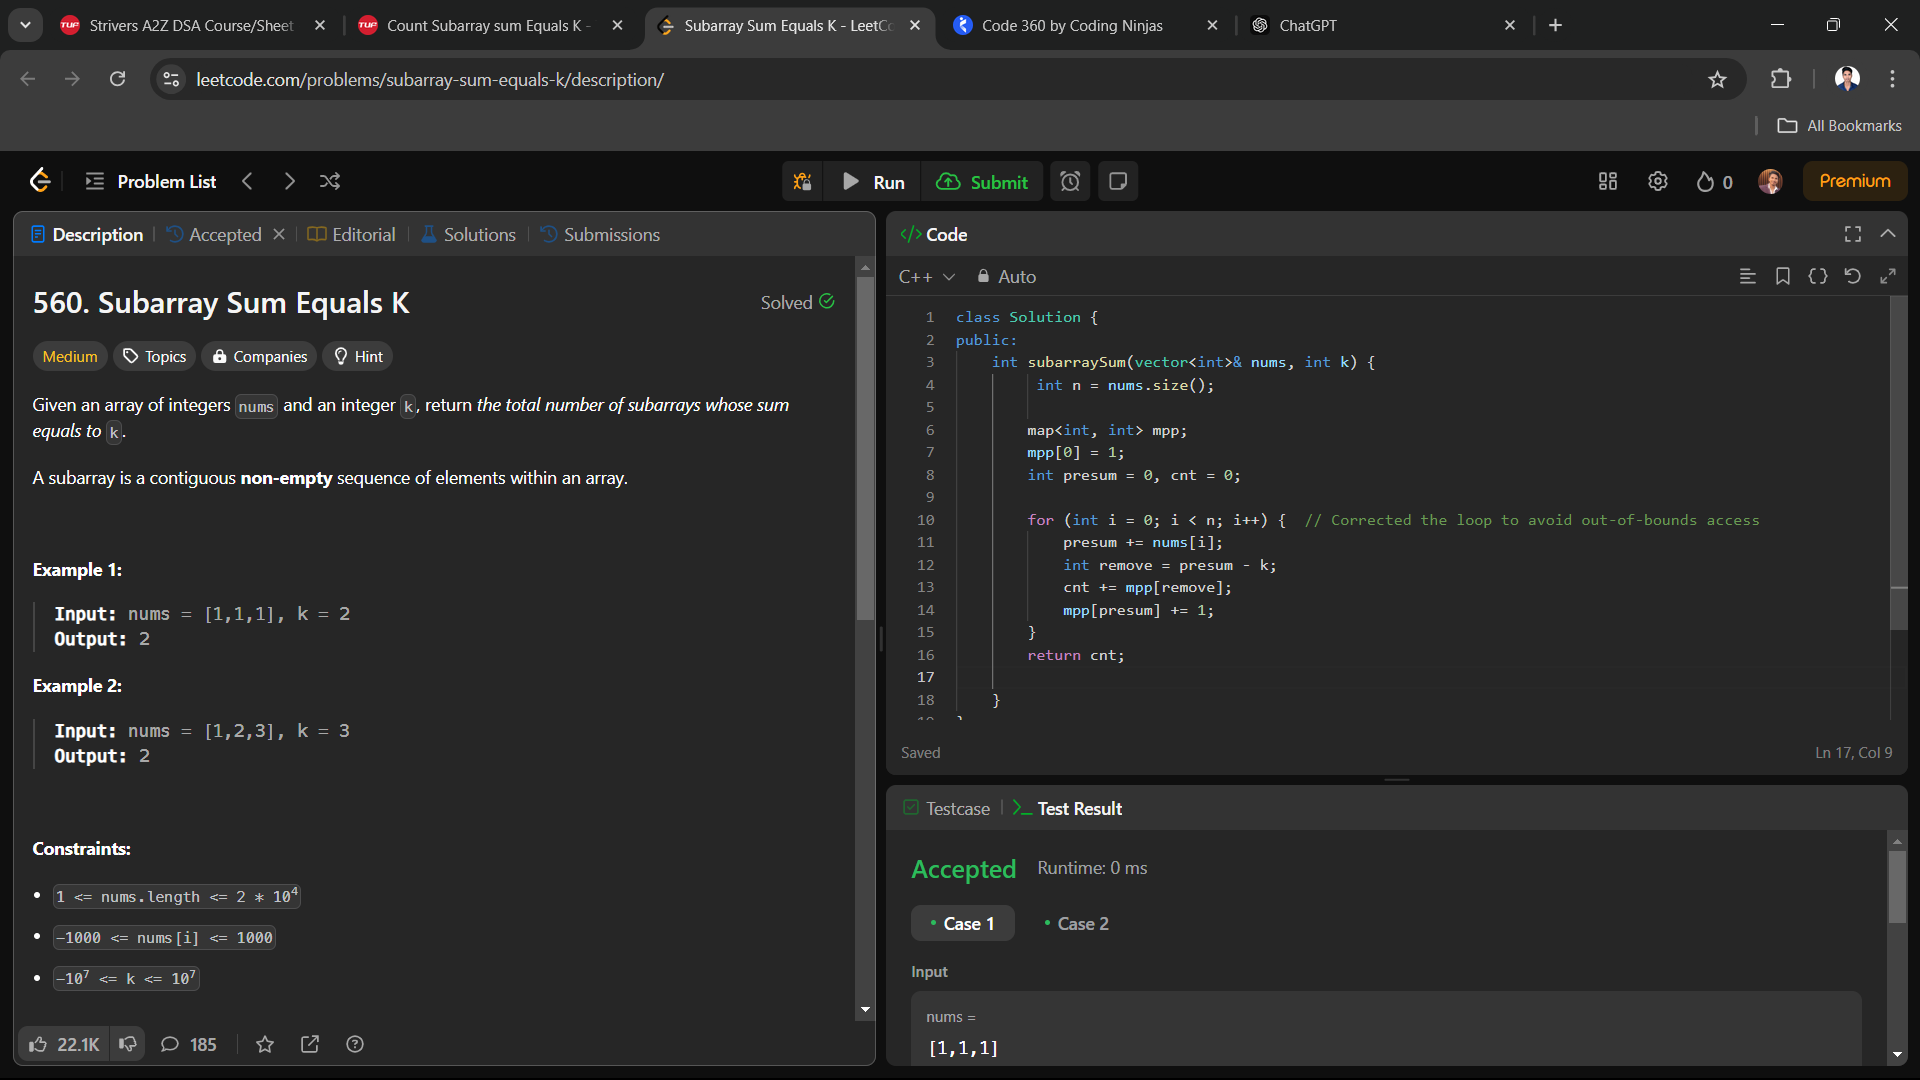 Strivers A2Z DSA Course/Sheet
Count Subarray sum Equals K -
Subarray Sum Equals K - LeetCo
Code 360 by Coding Ninjas
ChatGPT
leetcode.com/problems/subarray-sum-equals-k/description/
All Bookmarks
Problem List
Run
Submit
0
Premium
Description
Accepted
Editorial
Solutions
Submissions
560. Subarray Sum Equals K
Solved
Medium
Topics
Companies
Hint
Given an array of integers nums and an integer k, return the total number of subarrays whose sum
equals to k.
A subarray is a contiguous non-empty sequence of elements within an array.
Example 1:
Input: nums = [1,1,1], k = 2
Output: 2
Example 2:
Input: nums = [1,2,3], k = 3
Output: 2
Constraints:
• 1 <= nums.length <= 2 * 10⁴
• -1000 <= nums[i] <= 1000
• -10⁷ <= k <= 10⁷
22.1K
185
</> Code
C++
Auto
1 class Solution {
2 public:
3 int subarraySum(vector<int>& nums, int k) {
4 int n = nums.size();
5
6 map<int, int> mpp;
7 mpp[0] = 1;
8 int presum = 0, cnt = 0;
9
10 for (int i = 0; i < n; i++) { // Corrected the loop to avoid out-of-bounds access
11 presum += nums[i];
12 int remove = presum - k;
13 cnt += mpp[remove];
14 mpp[presum] += 1;
15 }
16 return cnt;
17
18 }
Saved
Ln 17, Col 9
Testcase
Test Result
Accepted
Runtime: 0 ms
• Case 1
• Case 2
Input
nums =
[1,1,1]